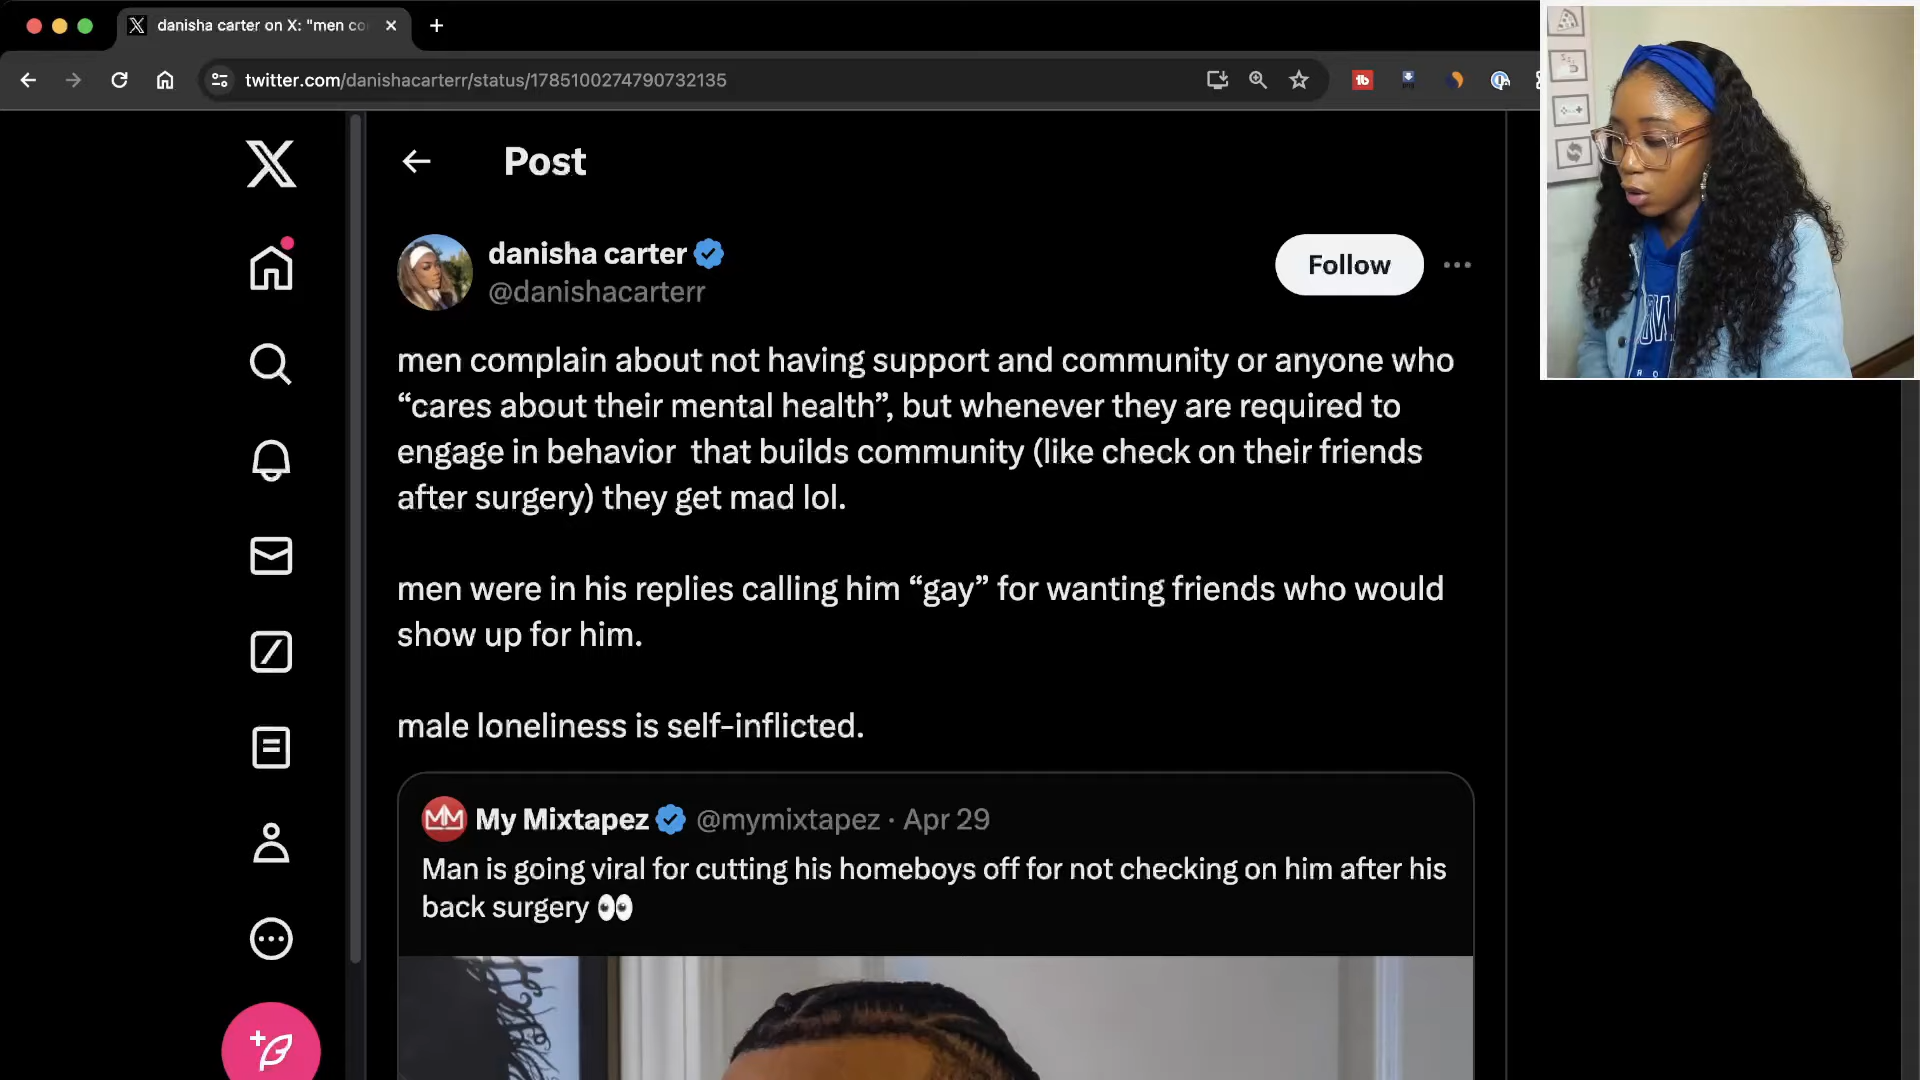 danisha carter on X: "men co
twitter.com/danishacarterr/status/1785100274790732135
Post
danisha carter
@danishacarterr
Follow
men complain about not having support and community or anyone who
“cares about their mental health”, but whenever they are required to
engage in behavior  that builds community (like check on their friends
after surgery) they get mad lol.
men were in his replies calling him “gay” for wanting friends who would
show up for him.
male loneliness is self-inflicted.
My Mixtapez @mymixtapez · Apr 29
Man is going viral for cutting his homeboys off for not checking on him after his
back surgery 👀